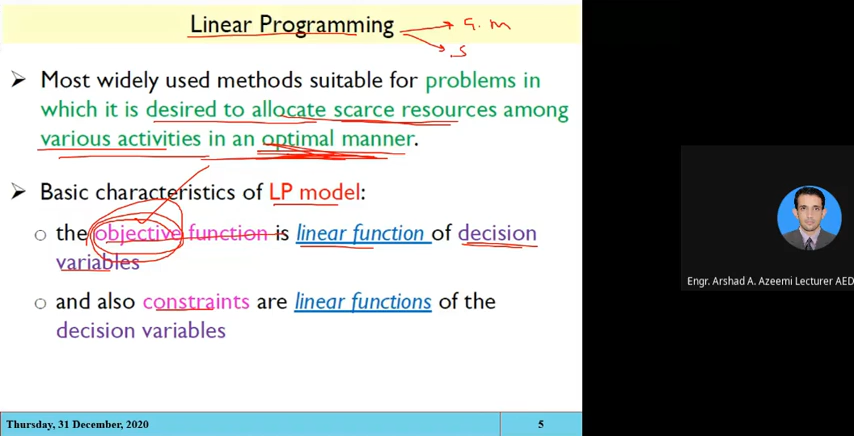 Linear Programming
G. M
S
➤ Most widely used methods suitable for problems in
which it is desired to allocate scarce resources among
various activities in an optimal manner.
➤ Basic characteristics of LP model:
○ the objective function is linear function of decision
variables
○ and also constraints are linear functions of the
decision variables
Thursday, 31 December, 2020
5
Engr. Arshad A. Azeemi Lecturer AED